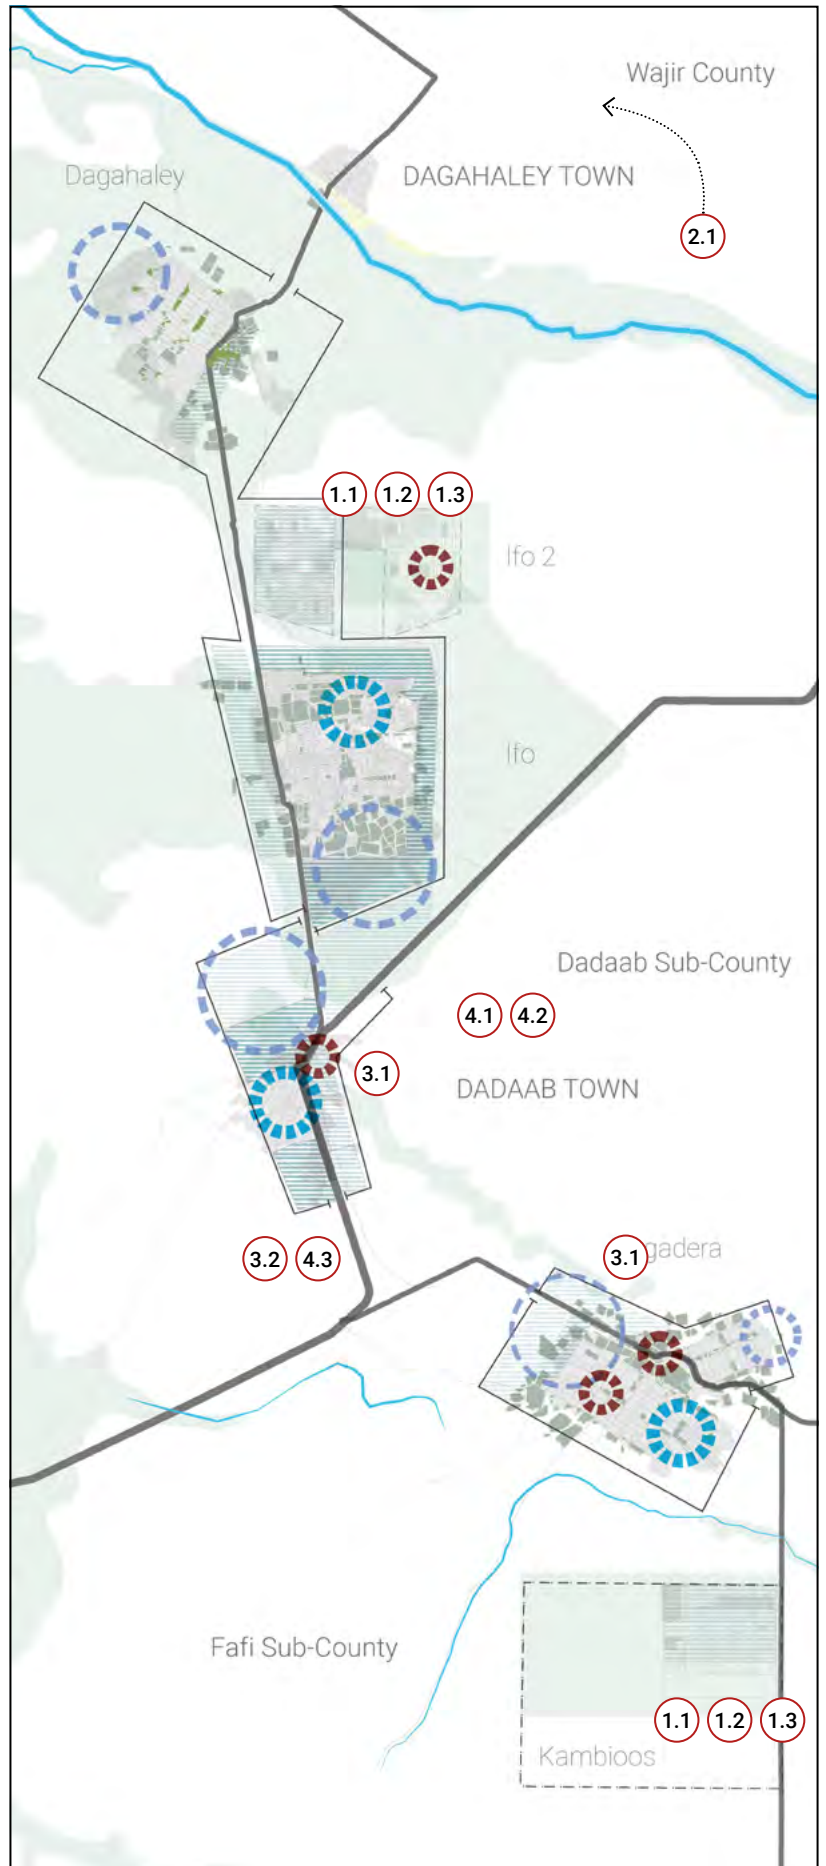 Wajir County
Dagahaley
DAGAHALEY TOWN
2.1
1.1 1.2 1.3
Ifo 2
Ifo
Dadaab Sub-County
4.1 4.2
3.1
DADAAB TOWN
3.2 4.3
3.1 gadera
Fafi Sub-County
1.1 1.2 1.3
Kambioos